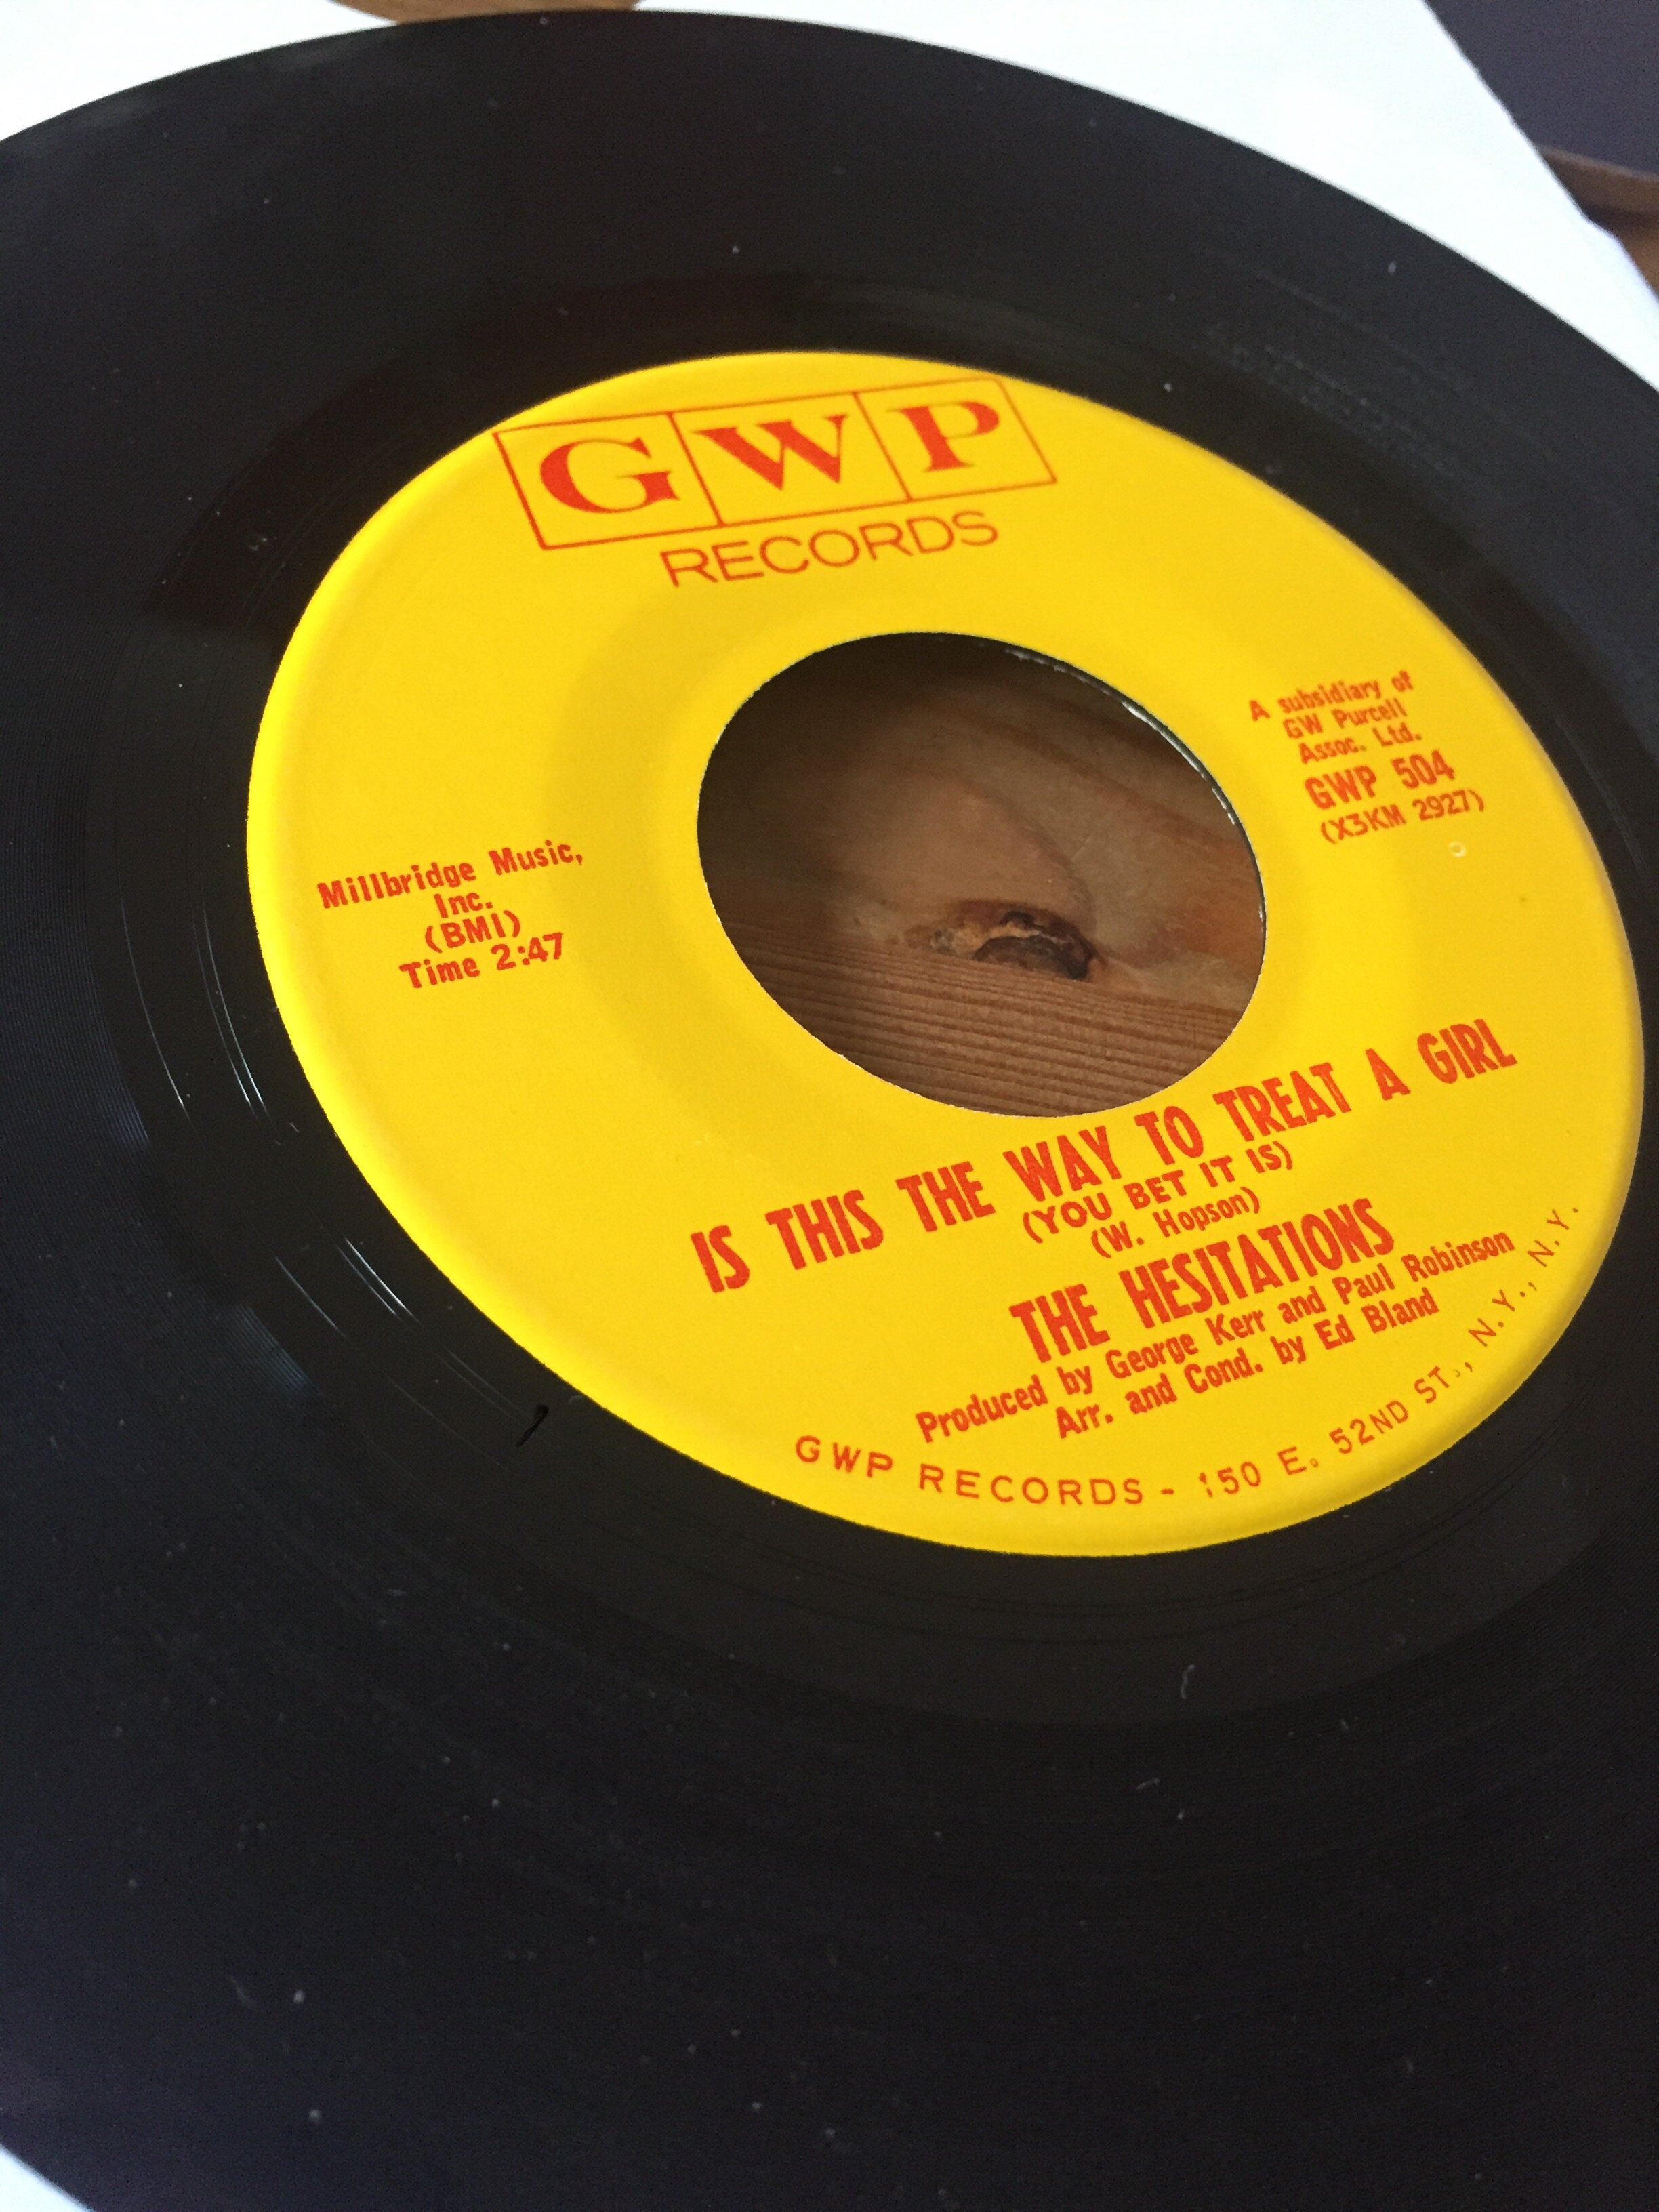 GWP
RECORDS
A subsidiary of
GW Purcell
Assoc. Ltd.
GWP 504
(X3KM 2927)
Millbridge Music,
Inc.
(BMI)
Time 2:47
IS THIS THE WAY TO TREAT A GIRL
(YOU BET IT IS)
(W. Hopson)
THE HESITATIONS
Produced by George Kerr and Paul Robinson
Arr. and Cond. by Ed Bland
GWP RECORDS - 150 E. 52ND ST., N.Y., N.Y.